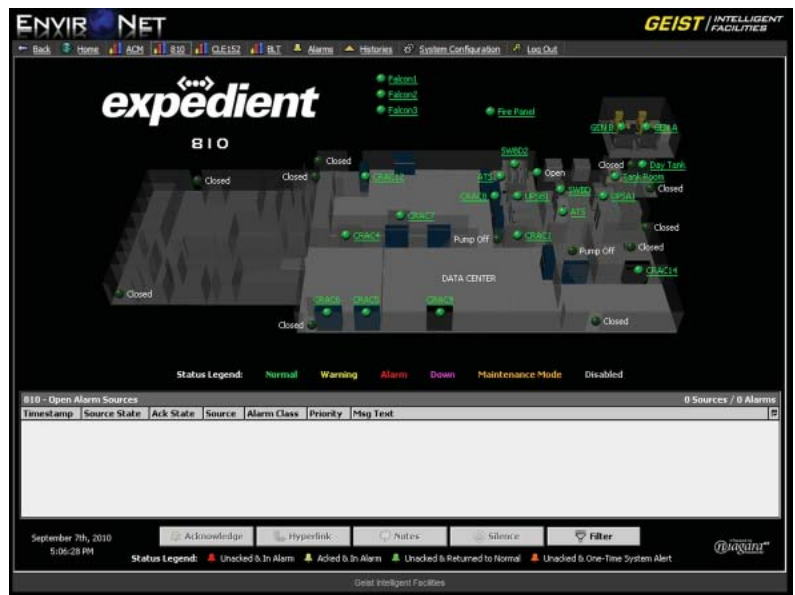 ENVIRONET
GEIST / INTELLIGENT FACILITIES
Back Home ACM 810 CLE152 BLT Alarms Histories System Configuration Log Out
expedient
810
Falcon1
Falcon2
Falcon3
Fire Panel
GEN B GEN A
SWBD2
Closed
Closed Closed
CRAC12
ATS
Open
Closed Day Tank
Tank Room
Closed
UPSB1
SWBD
UPSA1
ATS
CRAC7
CRAC4
Pump Off
CRAC1
Closed
Pump Off
Closed
CRAC14
DATA CENTER
Closed
CRAC6 CRAC5 CRAC9
Closed
Closed
Status Legend: Normal Warning Alarm Down Maintenance Mode Disabled
810 - Open Alarm Sources 0 Sources / 0 Alarms
Timestamp Source State Ack State Source Alarm Class Priority Msg Text
September 7th, 2010
5:06:28 PM
Acknowledge Hyperlink Notes Silence Filter
Status Legend: Unacked & In Alarm Acked & In Alarm Unacked & Returned to Normal Unacked & One-Time System Alert
niagara
Geist Intelligent Facilities